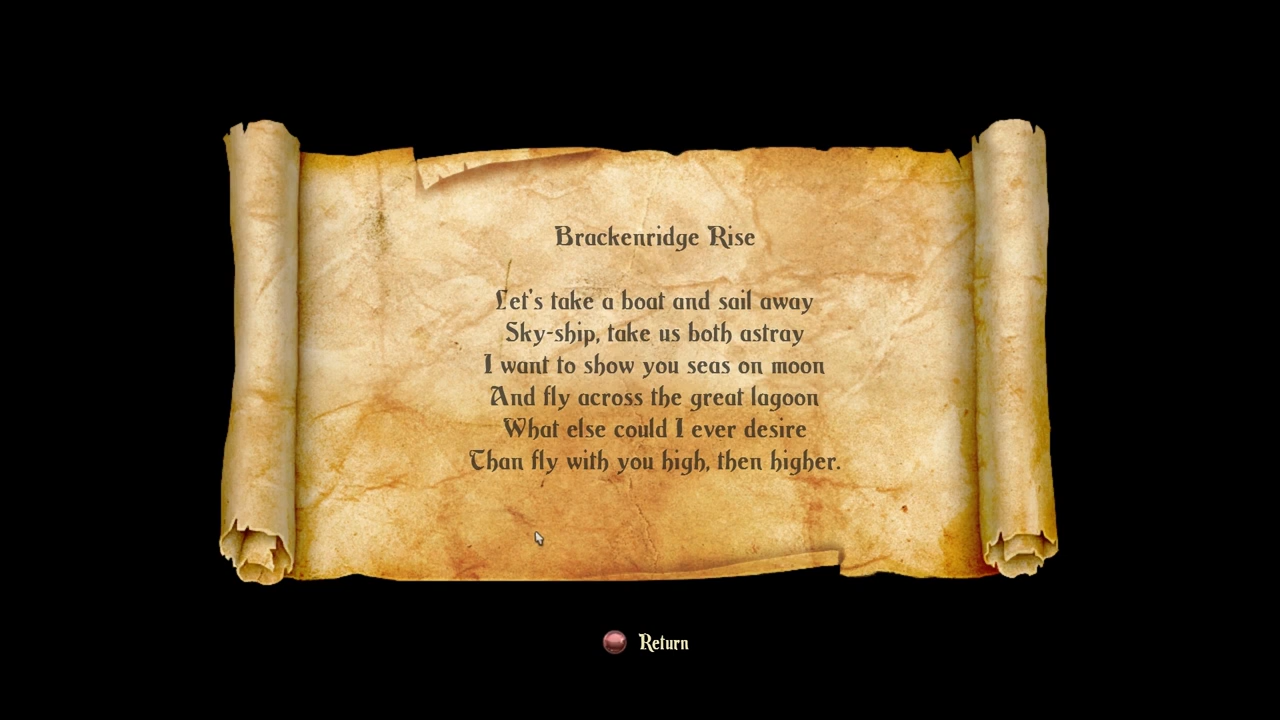 Brackenridge Rise
Let's take a boat and sail away
Sky-ship, take us both astray
I want to show you seas on moon
And fly across the great lagoon
What else could I ever desire
Than fly with you high, then higher.
Return